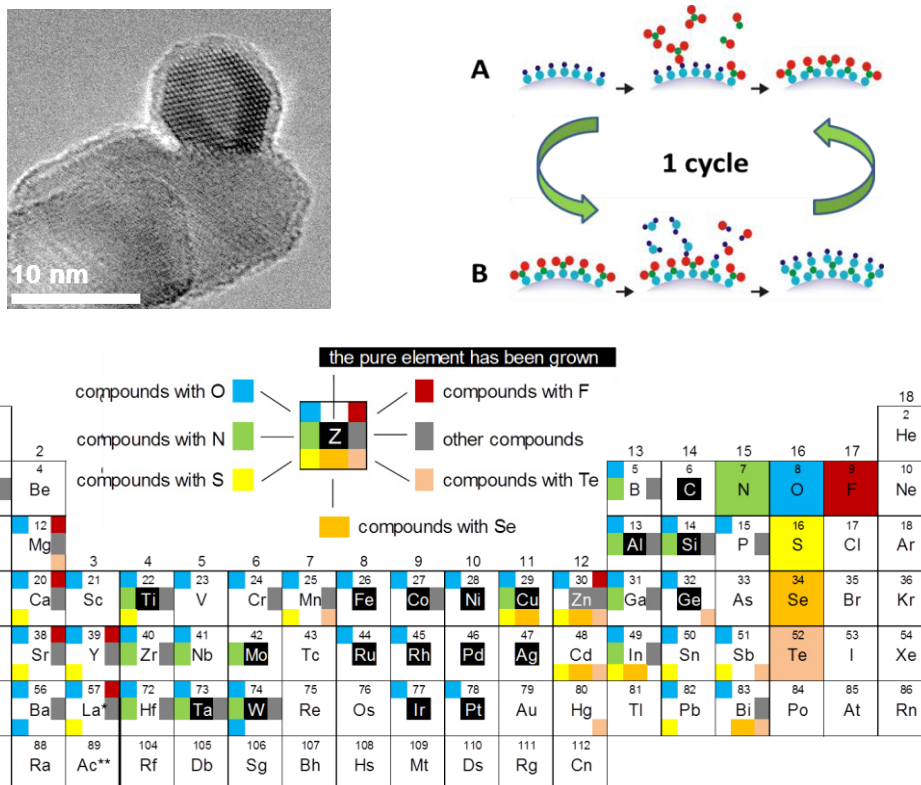 10 nm
A
1 cycle
B
the pure element has been grown
compounds with O
compounds with F
compounds with N
Z
other compounds
compounds with S
compounds with Te
compounds with Se
18
2
He
2 13 14 15 16 17
4 5 6 7 8 9 10
Be B C N O F Ne
12 13 14 15 16 17 18
Mg Al Si P S Cl Ar
3 4 5 6 7 8 9 10 11 12
20 21 22 23 24 25 26 27 28 29 30 31 32 33 34 35 36
Ca Sc Ti V Cr Mn Fe Co Ni Cu Zn Ga Ge As Se Br Kr
38 39 40 41 42 43 44 45 46 47 48 49 50 51 52 53 54
Sr Y Zr Nb Mo Tc Ru Rh Pd Ag Cd In Sn Sb Te I Xe
56 57 72 73 74 75 76 77 78 79 80 81 82 83 84 85 86
Ba La* Hf Ta W Re Os Ir Pt Au Hg Tl Pb Bi Po At Rn
88 89 104 105 106 107 108 109 110 111 112
Ra Ac** Rf Db Sg Bh Hs Mt Ds Rg Cn